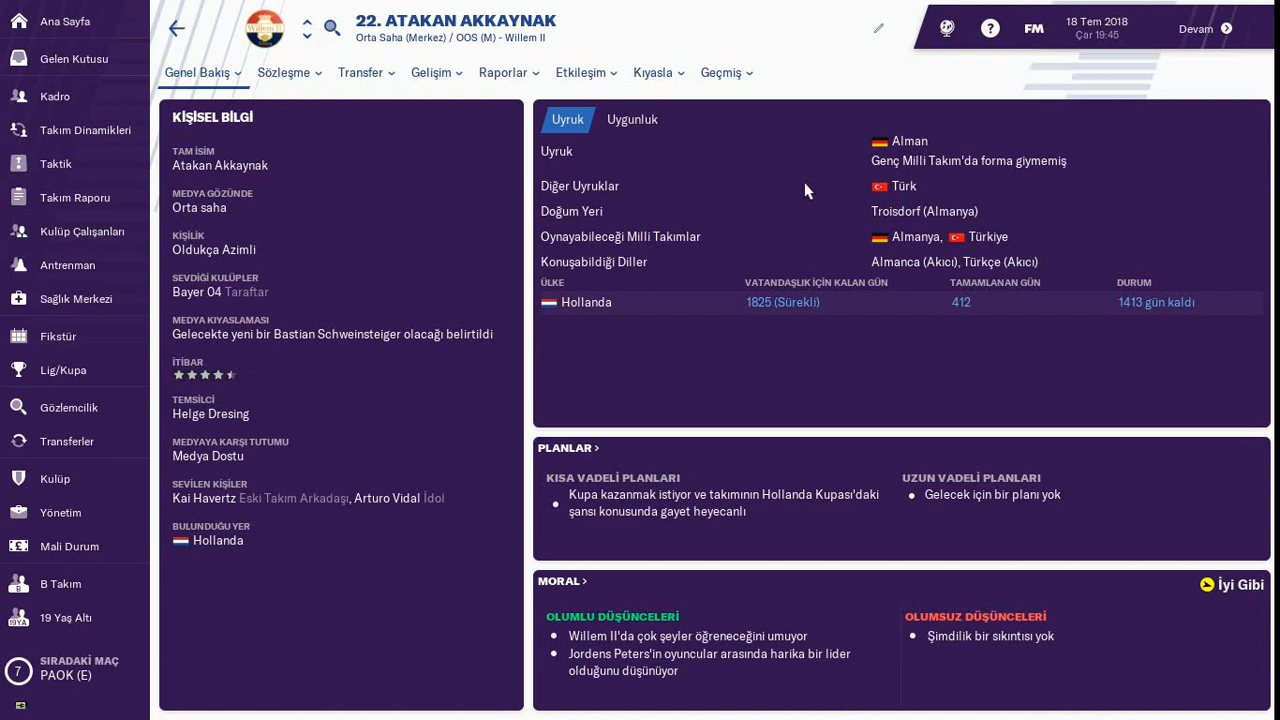 Ana Sayfa
Gelen Kutusu
Kadro
Takım Dinamikleri
Taktik
Takım Raporu
Kulüp Çalışanları
Antrenman
Sağlık Merkezi
Fikstür
Lig/Kupa
Gözlemcilik
Transferler
Kulüp
Yönetim
Mali Durum
B Takım
19YA 19 Yaş Altı
7 SIRADAKİ MAÇ
PAOK (E)
Willem II
22. ATAKAN AKKAYNAK
Orta Saha (Merkez) / OOS (M) - Willem II
? FM
18 Tem 2018
Çar 19:45
Devam
Genel Bakış Sözleşme Transfer Gelişim Raporlar Etkileşim Kıyasla Geçmiş
KİŞİSEL BİLGİ
TAM İSİM
Atakan Akkaynak
MEDYA GÖZÜNDE
Orta saha
KİŞİLİK
Oldukça Azimli
SEVDİĞİ KULÜPLER
Bayer 04 Taraftar
MEDYA KIYASLAMASI
Gelecekte yeni bir Bastian Schweinsteiger olacağı belirtildi
İTİBAR
TEMSİLCİ
Helge Dresing
MEDYAYA KARŞI TUTUMU
Medya Dostu
SEVİLEN KİŞİLER
Kai Havertz Eski Takım Arkadaşı, Arturo Vidal İdol
BULUNDUĞU YER
Hollanda
Uyruk Uygunluk
Uyruk Alman
Genç Milli Takım'da forma giymemiş
Diğer Uyruklar Türk
Doğum Yeri Troisdorf (Almanya)
Oynayabileceği Milli Takımlar Almanya, Türkiye
Konuşabildiği Diller Almanca (Akıcı), Türkçe (Akıcı)
ÜLKE VATANDAŞLIK İÇİN KALAN GÜN TAMAMLANAN GÜN DURUM
Hollanda 1825 (Sürekli) 412 1413 gün kaldı
PLANLAR >
KISA VADELİ PLANLARI
Kupa kazanmak istiyor ve takımının Hollanda Kupası'daki
şansı konusunda gayet heyecanlı
UZUN VADELİ PLANLARI
Gelecek için bir planı yok
MORAL >
İyi Gibi
OLUMLU DÜŞÜNCELERİ
Willem II'da çok şeyler öğreneceğini umuyor
Jordens Peters'in oyuncular arasında harika bir lider
olduğunu düşünüyor
OLUMSUZ DÜŞÜNCELERİ
Şimdilik bir sıkıntısı yok